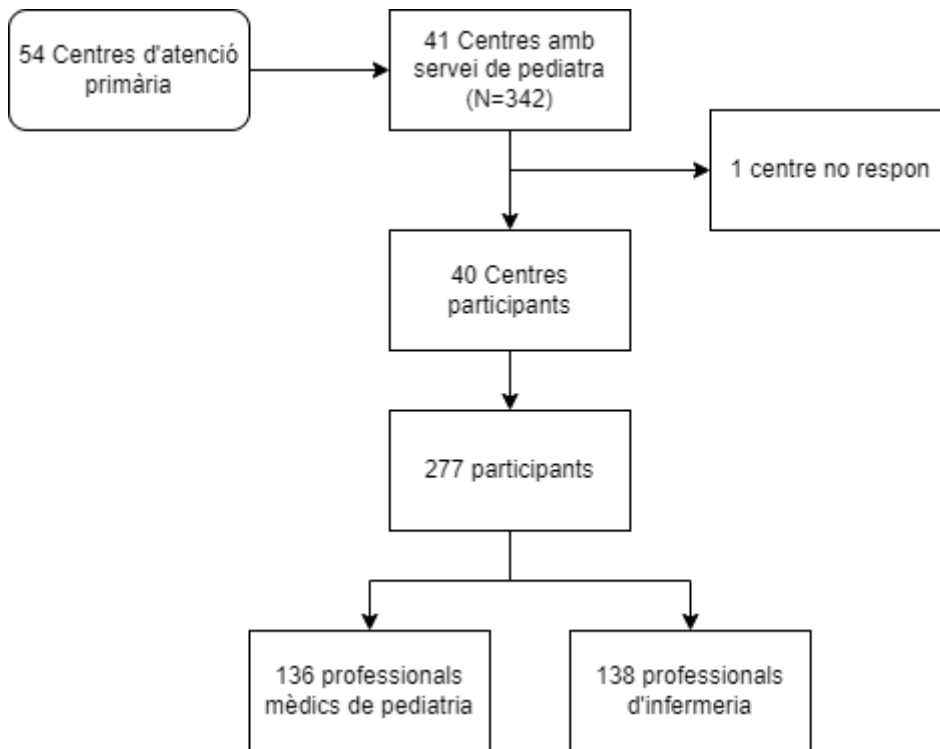 54 Centres d'atenció
primària
41 Centres amb
servei de pediatra
(N=342)
1 centre no respon
40 Centres
participants
277 participants
136 professionals
mèdics de pediatria
138 professionals
d'infermeria